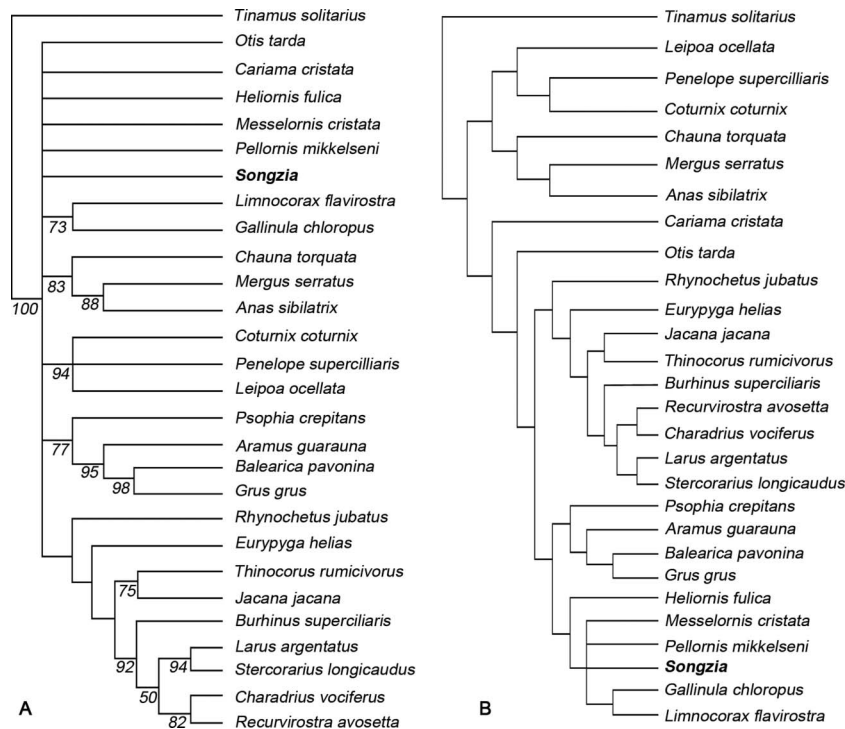 Tinamus solitarius
Otis tarda
Cariama cristata
Heliornis fulica
Messelornis cristata
Pellornis mikkelseni
Songzia
Limnocorax flavirostra
73
Gallinula chloropus
Chauna torquata
83
Mergus serratus
88
Anas sibilatrix
100
Coturnix coturnix
Penelope supercilliaris
94
Leipoa ocellata
Psophia crepitans
77
Aramus guarauna
95
Balearica pavonina
98
Grus grus
Rhynochetus jubatus
Eurypyga helias
Thinocorus rumicivorus
75
Jacana jacana
Burhinus superciliaris
Larus argentatus
92
94
Stercorarius longicaudus
50
Charadrius vociferus
82
Recurvirostra avosetta
A
B
Tinamus solitarius
Leipoa ocellata
Penelope supercilliaris
Coturnix coturnix
Chauna torquata
Mergus serratus
Anas sibilatrix
Cariama cristata
Otis tarda
Rhynochetus jubatus
Eurypyga helias
Jacana jacana
Thinocorus rumicivorus
Burhinus superciliaris
Recurvirostra avosetta
Charadrius vociferus
Larus argentatus
Stercorarius longicaudus
Psophia crepitans
Aramus guarauna
Balearica pavonina
Grus grus
Heliornis fulica
Messelornis cristata
Pellornis mikkelseni
Songzia
Gallinula chloropus
Limnocorax flavirostra